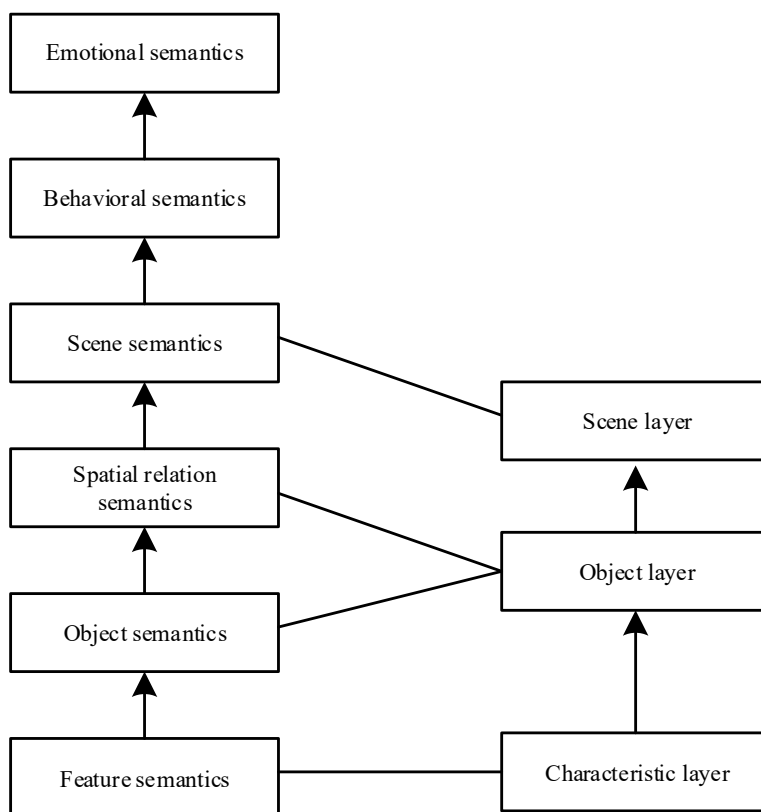 Emotional semantics
Behavioral semantics
Scene semantics
Scene layer
Spatial relation
semantics
Object layer
Object semantics
Feature semantics
Characteristic layer